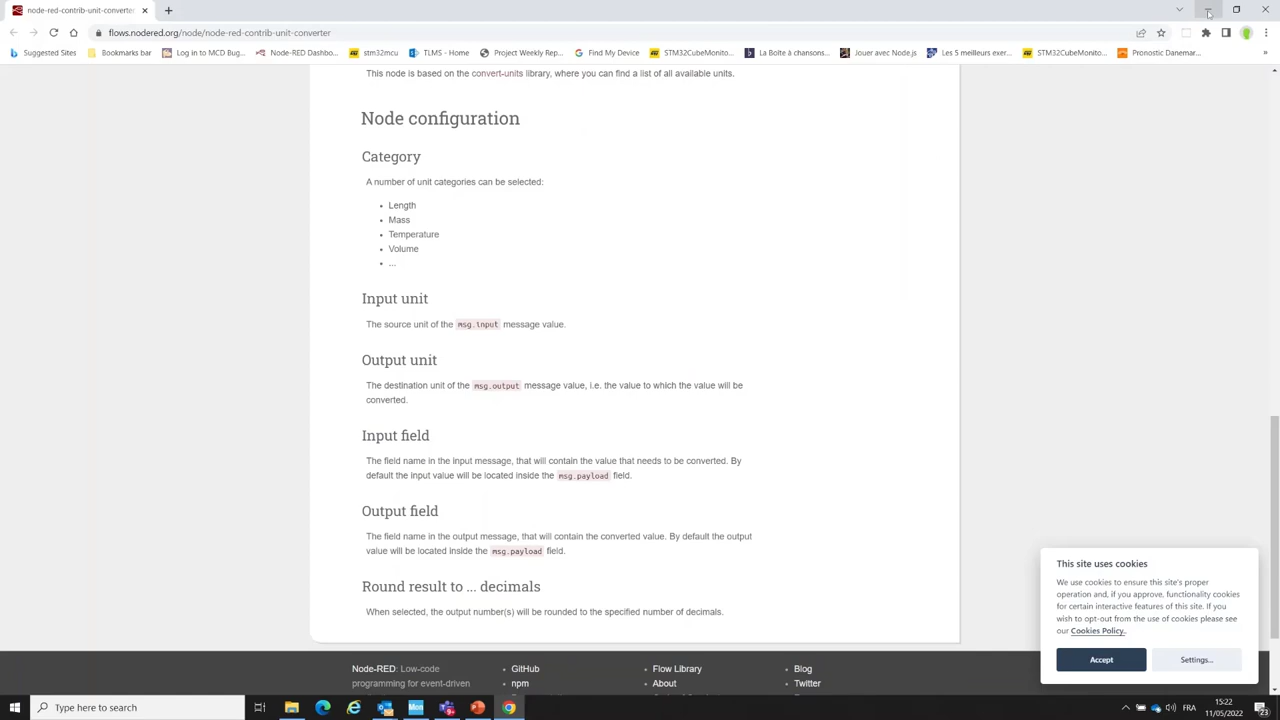 node-red-contrib-unit-converter
flows.nodered.org/node/node-red-contrib-unit-converter
Suggested Sites
Bookmarks bar
Log in to MCD Bug...
Node-RED Dashbo...
stm32mcu
TLMS - Home
Project Weekly Rep...
Find My Device
STM32CubeMonito...
La Boîte à chansons...
Jouer avec Node.js
Les 5 meilleurs exer...
STM32CubeMonito...
Pronostic Danemar...
»
This node is based on the convert-units library, where you can find a list of all available units.
Node configuration
Category
A number of unit categories can be selected:
Length
Mass
Temperature
Volume
...
Input unit
The source unit of the msg.input message value.
Output unit
The destination unit of the msg.output message value, i.e. the value to which the value will be
converted.
Input field
The field name in the input message, that will contain the value that needs to be converted. By
default the input value will be located inside the msg.payload field.
Output field
The field name in the output message, that will contain the converted value. By default the output
value will be located inside the msg.payload field.
Round result to ... decimals
When selected, the output number(s) will be rounded to the specified number of decimals.
This site uses cookies
We use cookies to ensure this site's proper
operation and, if you approve, functionality cookies
for certain interactive features of this site. If you
wish to opt-out from the use of cookies please see
our Cookies Policy.
Accept
Settings...
Node-RED: Low-code
programming for event-driven
GitHub
npm
Flow Library
About
Blog
Twitter
Type here to search
FRA
15:22
11/05/2022
23